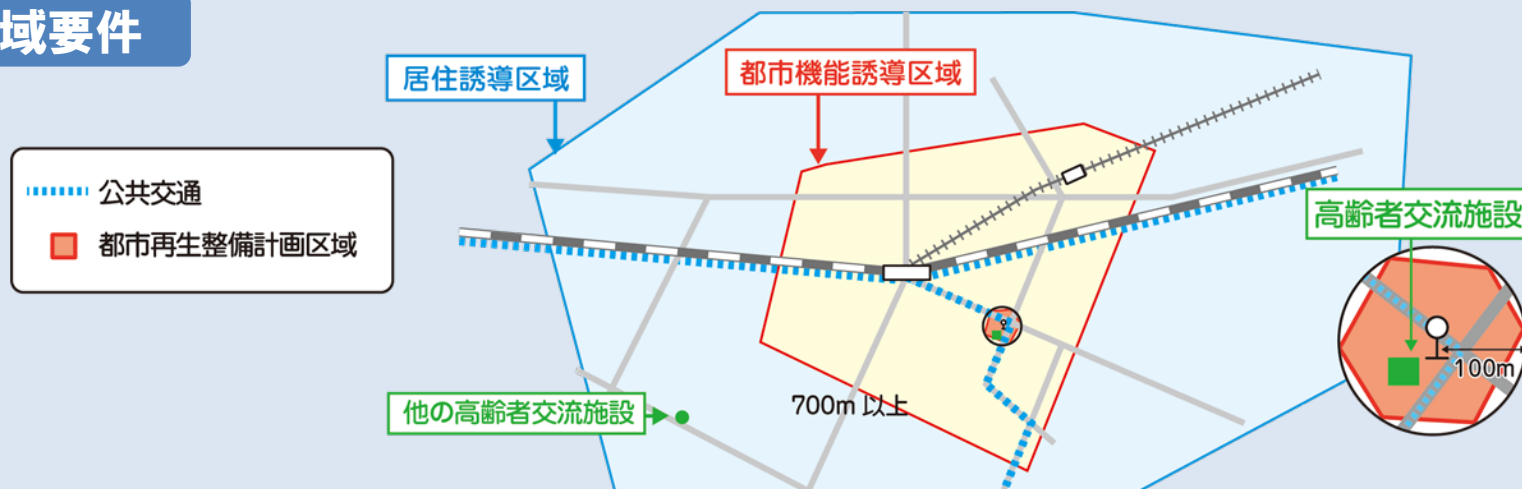 域要件
居住誘導区域
都市機能誘導区域
公共交通
都市再生整備計画区域
高齢者交流施設
100m
他の高齢者交流施設
700m 以上